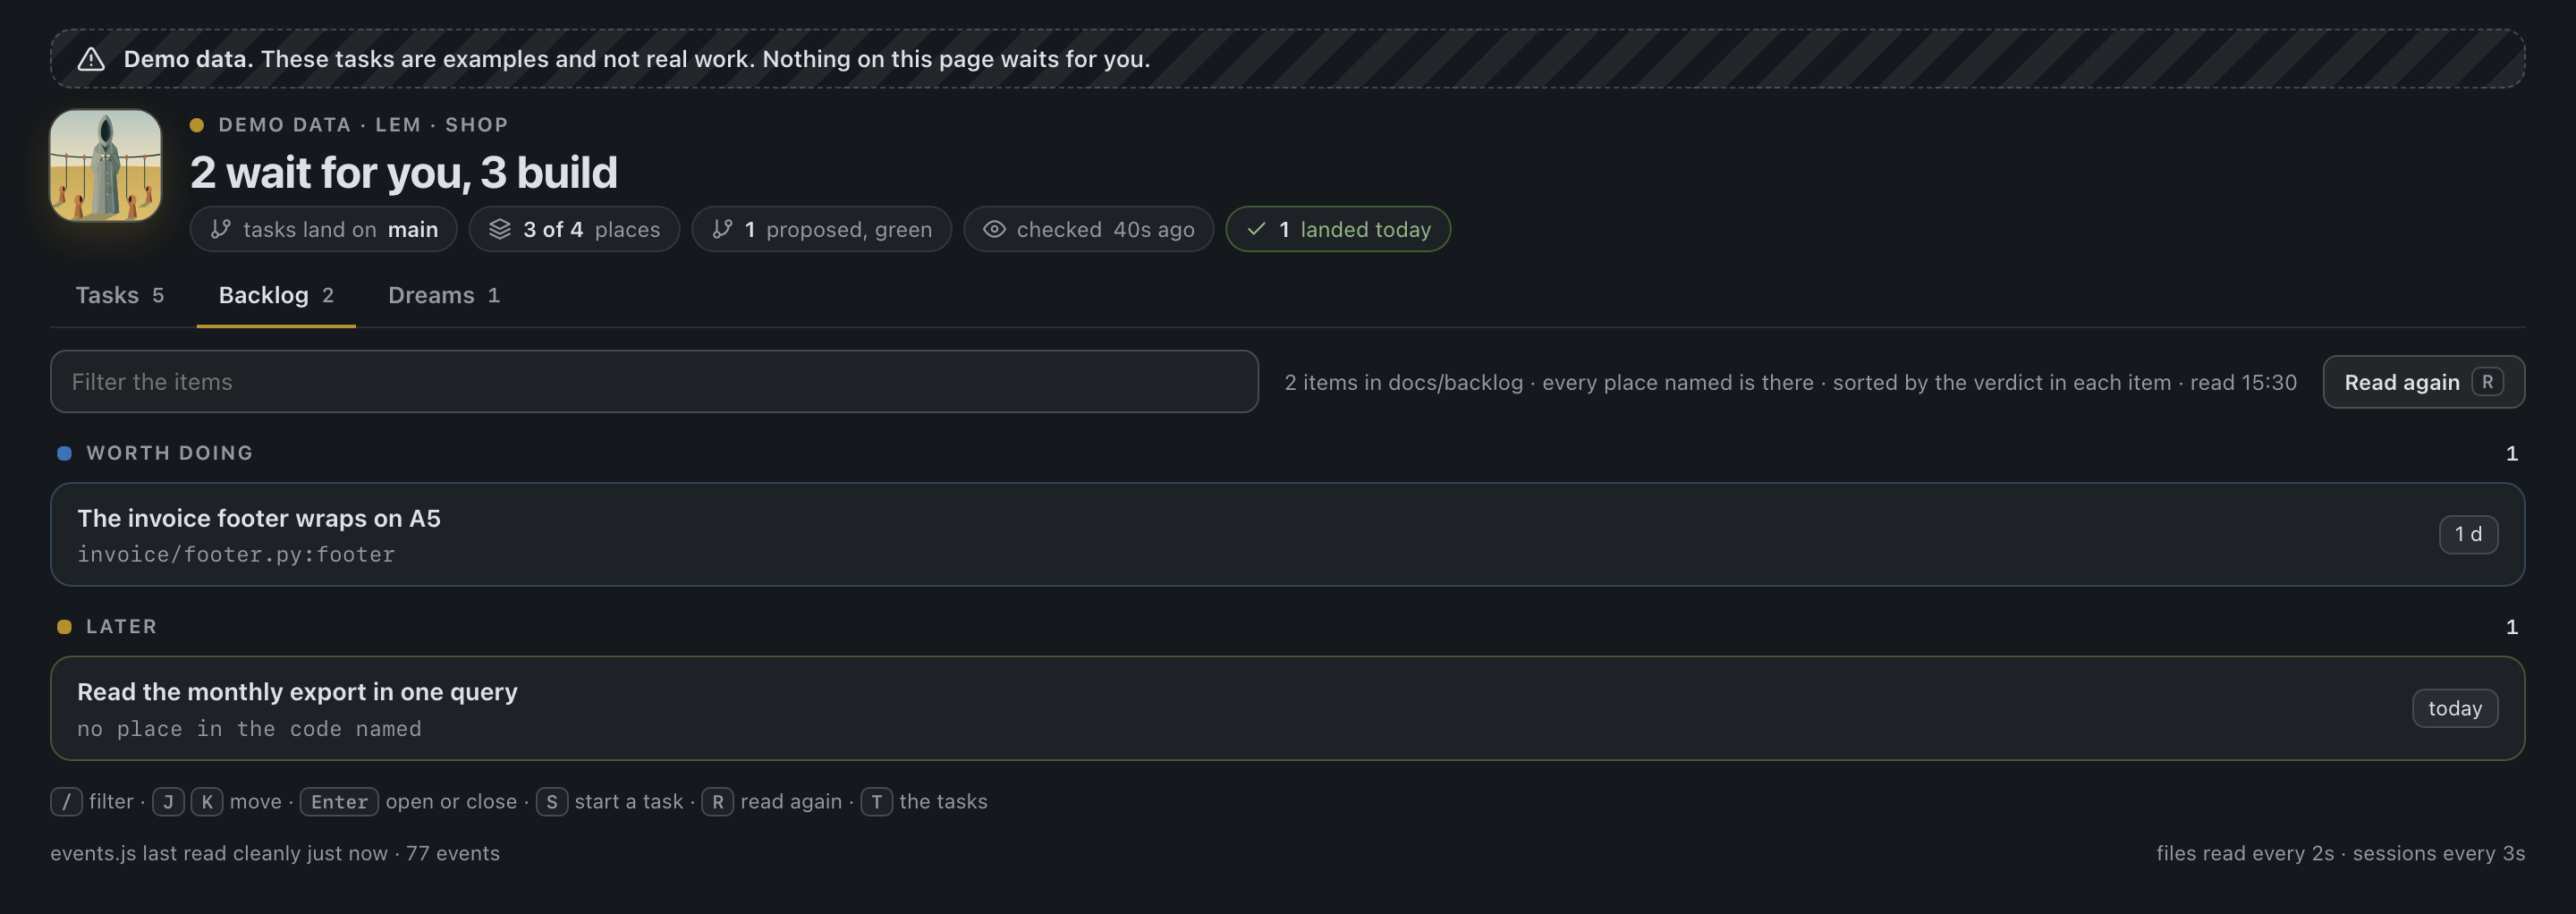 Demo data. These tasks are examples and not real work. Nothing on this page waits for you.
DEMO DATA · LEM · SHOP
2 wait for you, 3 build
tasks land on main 3 of 4 places 1 proposed, green checked 40s ago 1 landed today
Tasks 5 Backlog 2 Dreams 1
Filter the items 2 items in docs/backlog · every place named is there · sorted by the verdict in each item · read 15:30 Read again R
WORTH DOING 1
The invoice footer wraps on A5
invoice/footer.py:footer
1 d
LATER 1
Read the monthly export in one query
no place in the code named
today
/ filter · J K move · Enter open or close · S start a task · R read again · T the tasks
events.js last read cleanly just now · 77 events files read every 2s · sessions every 3s